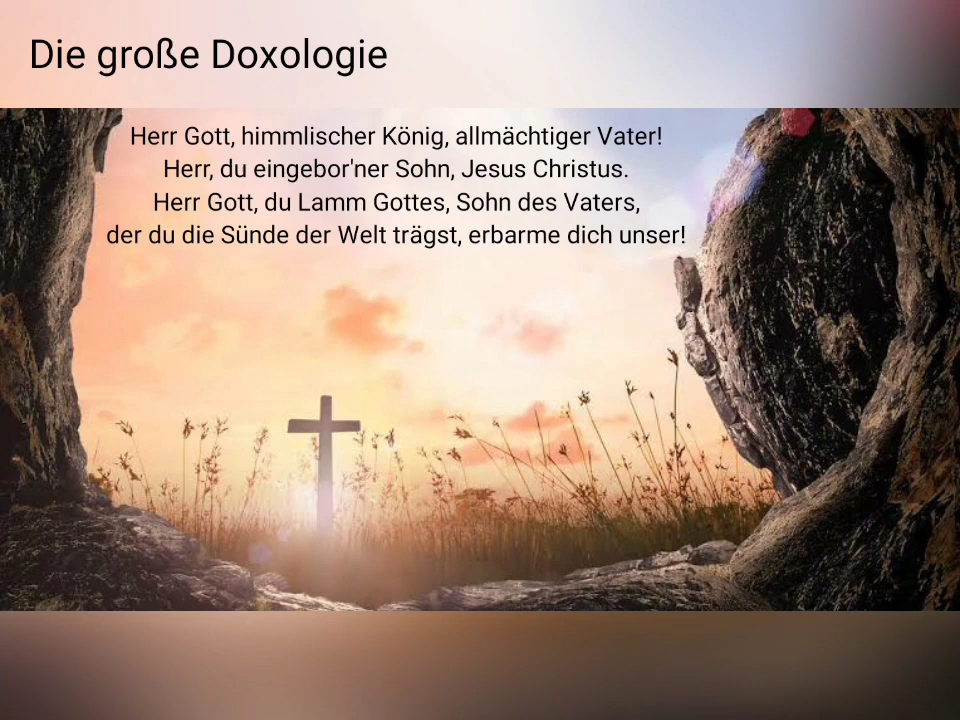 Die große Doxologie
Herr Gott, himmlischer König, allmächtiger Vater!
Herr, du eingebor'ner Sohn, Jesus Christus.
Herr Gott, du Lamm Gottes, Sohn des Vaters,
der du die Sünde der Welt trägst, erbarme dich unser!